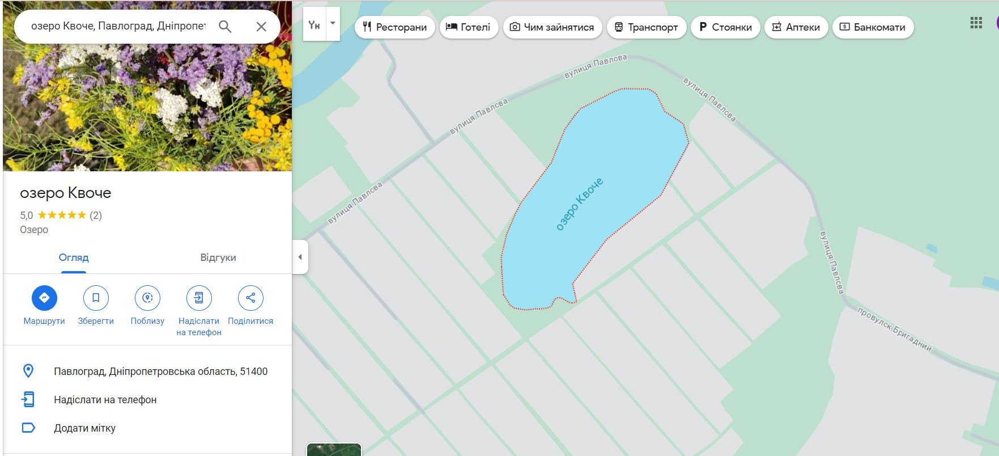 озеро Квоче, Павлоград, Дніпропет
Ресторани
Готелі
Чим зайнятися
Транспорт
P Стоянки
Аптеки
Банкомати
озеро Квоче
5,0 ★★★★★ (2)
Озеро
Огляд
Відгуки
Маршрути
Зберегти
Поблизу
Надіслати
на телефон
Поділитися
Павлоград, Дніпропетровська область, 51400
Надіслати на телефон
Додати мітку
вулиця Павлова
вулиця Павлова
вулиця Павлова
вулиця Павлова
вулиця Павлова
озеро Квоче
провулок Бригадний